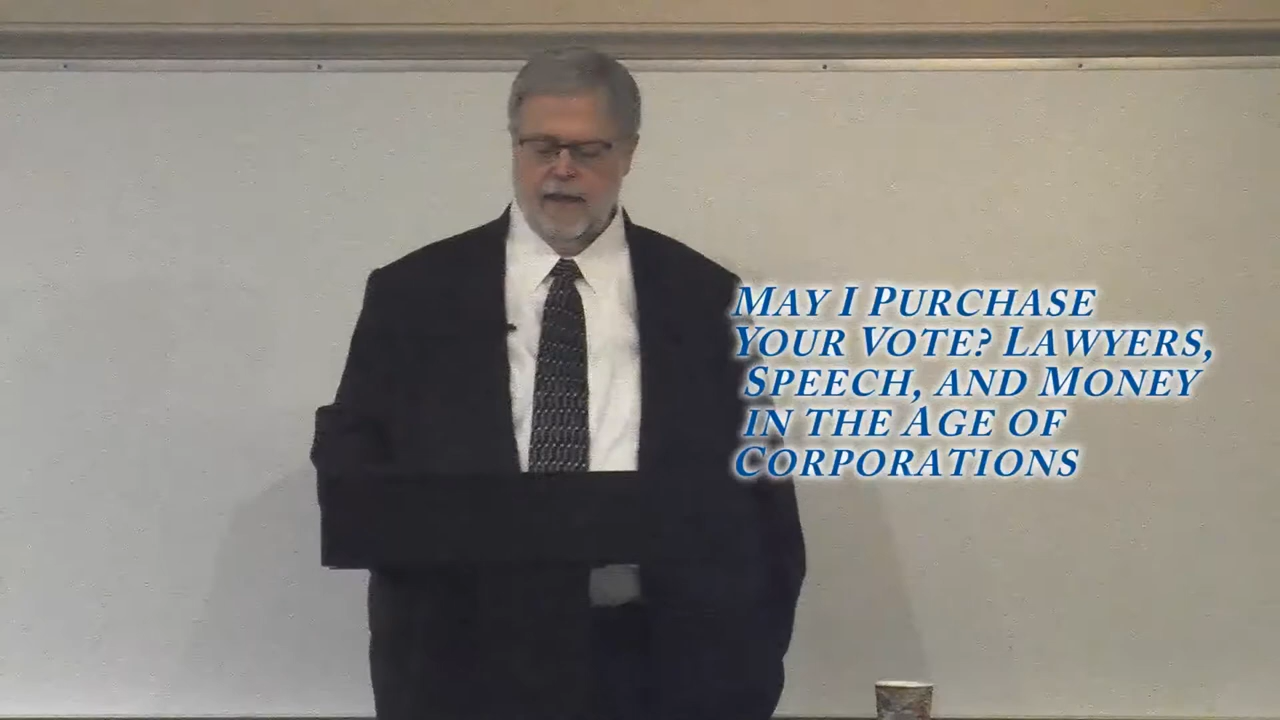 MAY I PURCHASE
YOUR VOTE? LAWYERS,
SPEECH, AND MONEY
IN THE AGE OF
CORPORATIONS